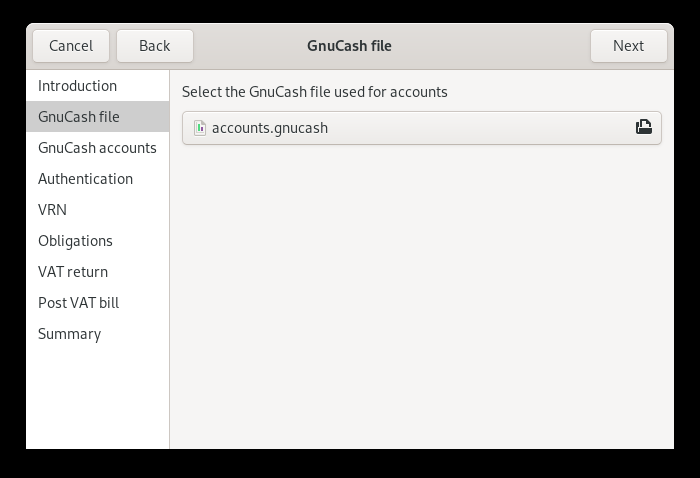 Cancel
Back
GnuCash file
Next
Introduction
GnuCash file
GnuCash accounts
Authentication
VRN
Obligations
VAT return
Post VAT bill
Summary
Select the GnuCash file used for accounts
accounts.gnucash